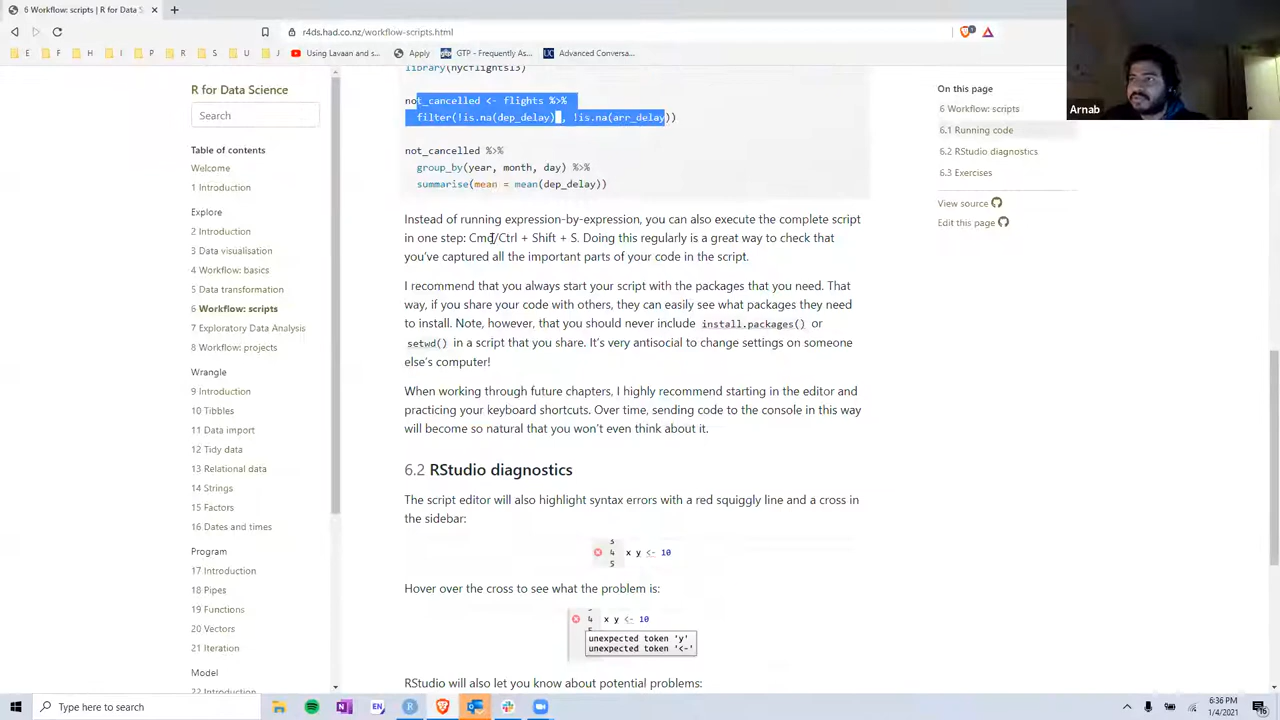 6 Workflow: scripts | R for Data S
r4ds.had.co.nz/workflow-scripts.html
E F H I P R S U J Using Lavaan and s... Apply GTP - Frequently As... Advanced Conversa...
Arnab
R for Data Science
Search
Table of contents
Welcome
1 Introduction
Explore
2 Introduction
3 Data visualisation
4 Workflow: basics
5 Data transformation
6 Workflow: scripts
7 Exploratory Data Analysis
8 Workflow: projects
Wrangle
9 Introduction
10 Tibbles
11 Data import
12 Tidy data
13 Relational data
14 Strings
15 Factors
16 Dates and times
Program
17 Introduction
18 Pipes
19 Functions
20 Vectors
21 Iteration
Model
22 Introduction
library(nycflights13)
not_cancelled <- flights %>%
filter(!is.na(dep_delay), !is.na(arr_delay))
not_cancelled %>%
group_by(year, month, day) %>%
summarise(mean = mean(dep_delay))
Instead of running expression-by-expression, you can also execute the complete script
in one step: Cmd/Ctrl + Shift + S. Doing this regularly is a great way to check that
you've captured all the important parts of your code in the script.
I recommend that you always start your script with the packages that you need. That
way, if you share your code with others, they can easily see what packages they need
to install. Note, however, that you should never include install.packages() or
setwd() in a script that you share. It's very antisocial to change settings on someone
else's computer!
When working through future chapters, I highly recommend starting in the editor and
practicing your keyboard shortcuts. Over time, sending code to the console in this way
will become so natural that you won't even think about it.
6.2 RStudio diagnostics
The script editor will also highlight syntax errors with a red squiggly line and a cross in
the sidebar:
3
4 x y <- 10
5
Hover over the cross to see what the problem is:
4 x y <- 10
unexpected token 'y'
unexpected token '<-'
RStudio will also let you know about potential problems:
On this page
6 Workflow: scripts
6.1 Running code
6.2 RStudio diagnostics
6.3 Exercises
View source
Edit this page
Type here to search
6:36 PM
1/4/2021